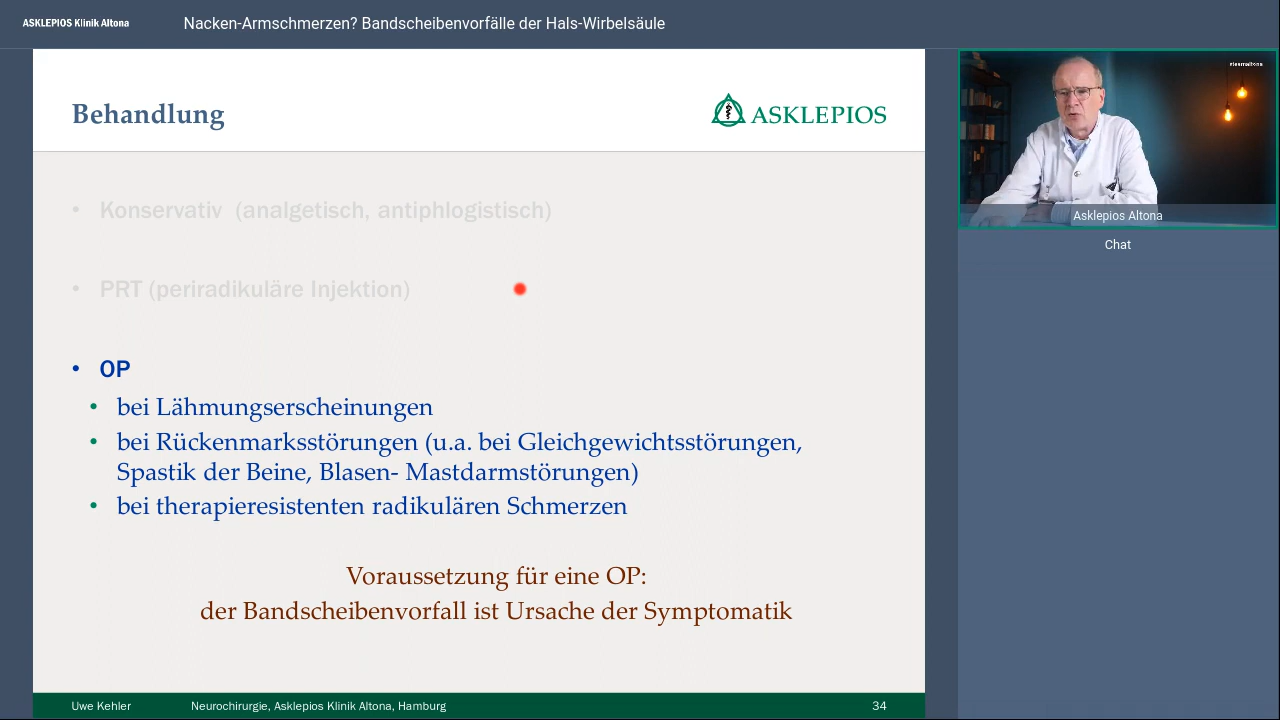 ASKLEPIOS Klinik Altona
Nacken-Armschmerzen? Bandscheibenvorfälle der Hals-Wirbelsäule
Behandlung
ASKLEPIOS
• Konservativ (analgetisch, antiphlogistisch)
• PRT (periradikuläre Injektion)
• OP
• bei Lähmungserscheinungen
• bei Rückenmarksstörungen (u.a. bei Gleichgewichtsstörungen,
Spastik der Beine, Blasen- Mastdarmstörungen)
• bei therapieresistenten radikulären Schmerzen
Voraussetzung für eine OP:
der Bandscheibenvorfall ist Ursache der Symptomatik
Uwe Kehler
Neurochirurgie, Asklepios Klinik Altona, Hamburg
34
#teamaltona
Asklepios Altona
Chat